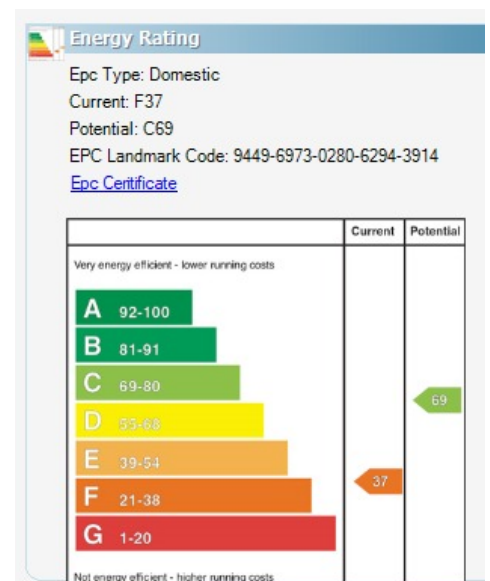 Energy Rating
Epc Type: Domestic
Current: F37
Potential: C69
EPC Landmark Code: 9449-6973-0280-6294-3914
Epc Ceritificate
Current Potential
Very energy efficient - lower running costs
A 92-100
B 81-91
C 69-80
69
D 55-68
E 39-54
37
F 21-38
G 1-20
Not energy efficient - higher running costs